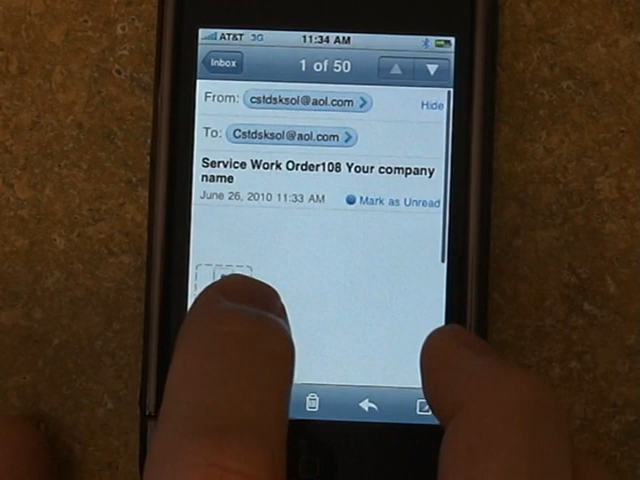 AT&T 3G 11:34 AM
Inbox 1 of 50
From: cstdsksol@aol.com Hide
To: Cstdsksol@aol.com
Service Work Order108 Your company
name
June 26, 2010 11:33 AM Mark as Unread